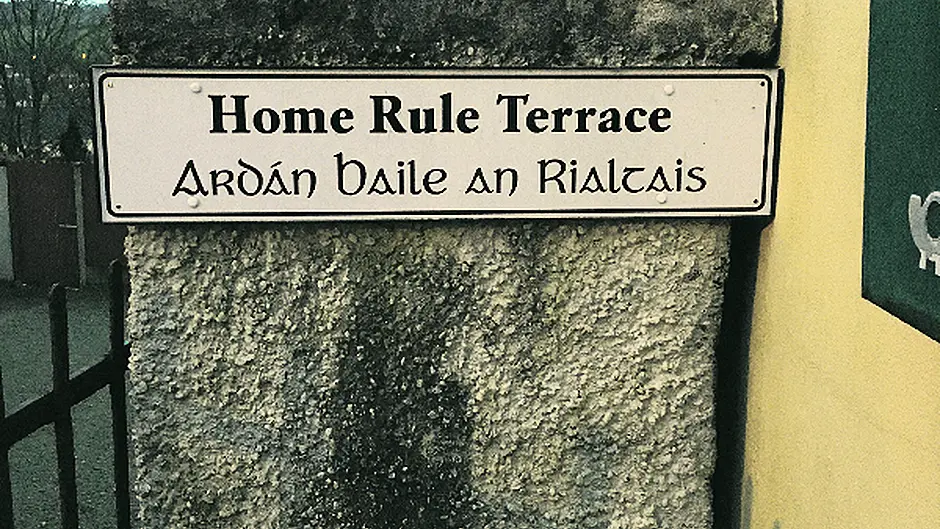 Home Rule Terrace
Ardán Baile an Rialtais